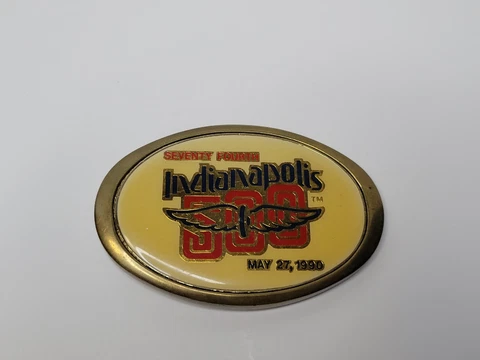 SEVENTY FOURTH
Indianapolis
500 TM
MAY 27, 1990